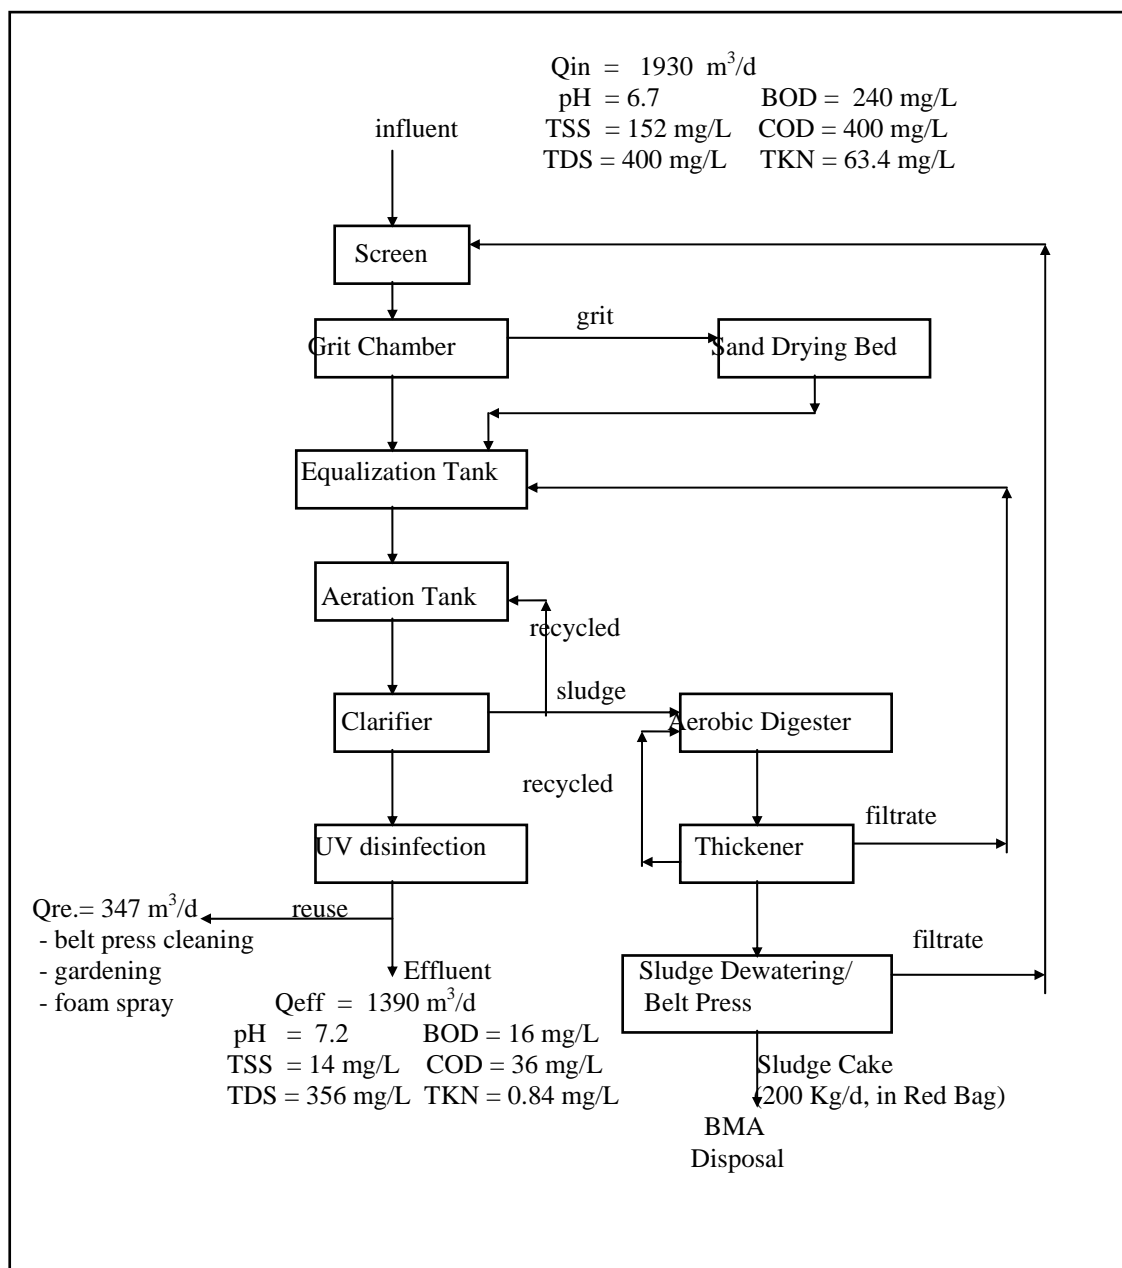 Qin = 1930 m³/d
pH = 6.7 BOD = 240 mg/L
influent
TSS = 152 mg/L COD = 400 mg/L
TDS = 400 mg/L TKN = 63.4 mg/L
Screen
grit
Grit Chamber
Sand Drying Bed
Equalization Tank
Aeration Tank
recycled
sludge
Clarifier
Aerobic Digester
recycled
filtrate
UV disinfection
Thickener
Qre.= 347 m³/d
reuse
- belt press cleaning
- gardening
- foam spray
filtrate
Effluent
Sludge Dewatering/
Belt Press
Qeff = 1390 m³/d
pH = 7.2 BOD = 16 mg/L
TSS = 14 mg/L COD = 36 mg/L
TDS = 356 mg/L TKN = 0.84 mg/L
Sludge Cake
(200 Kg/d, in Red Bag)
BMA
Disposal